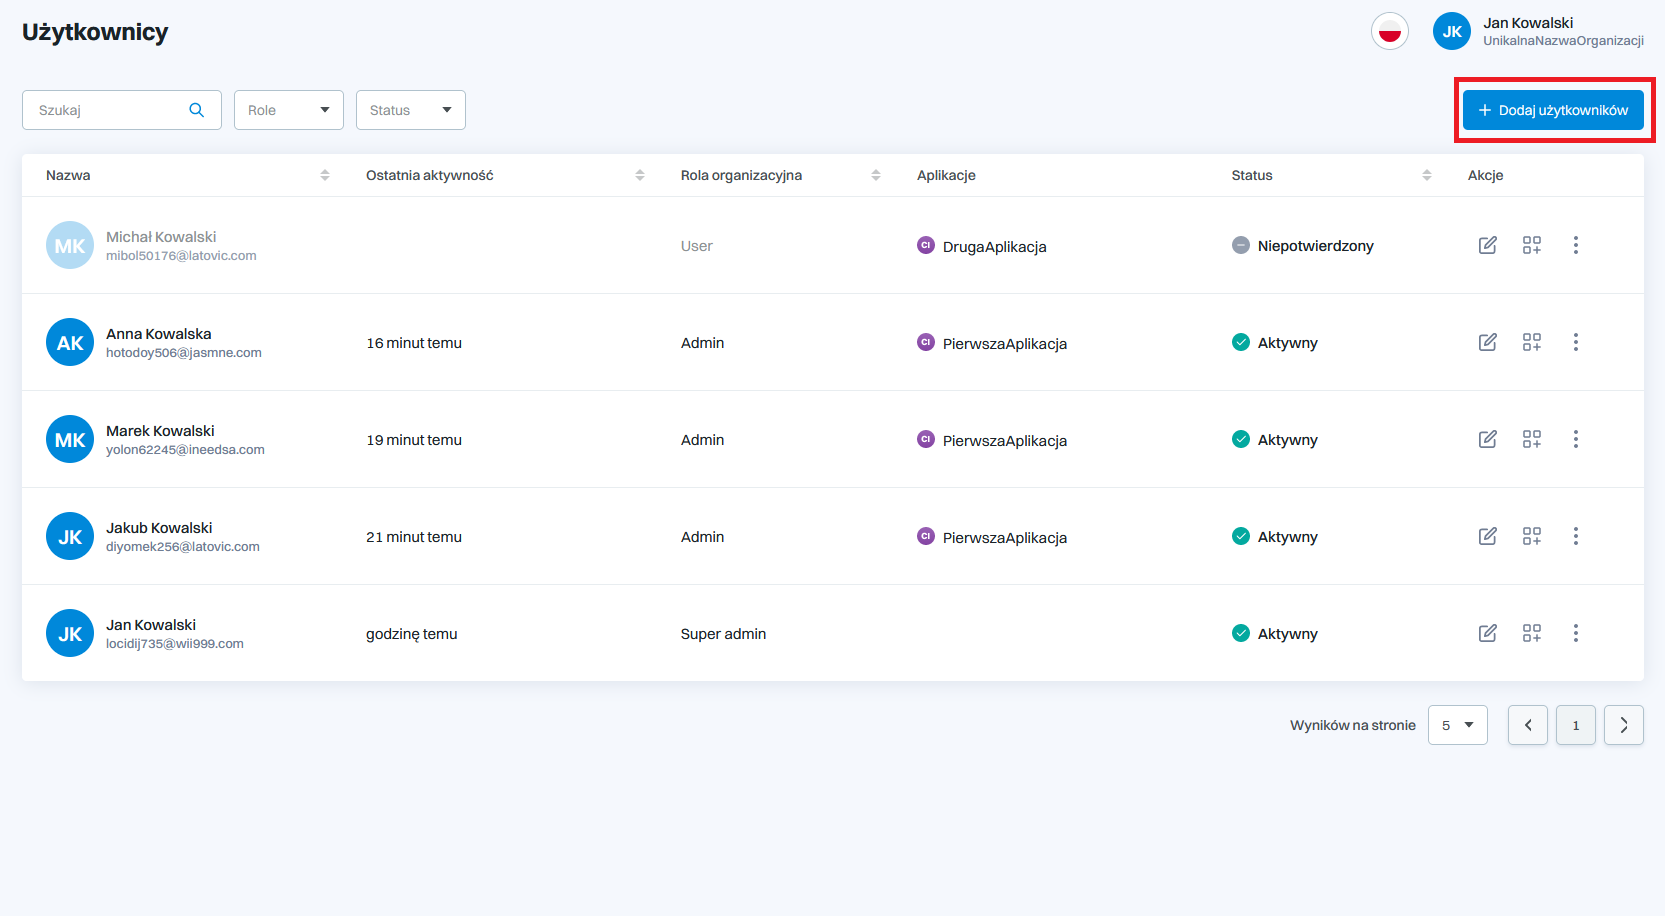 Użytkownicy
JK
Jan Kowalski
UnikalnaNazwaOrganizacji
Szukaj
Role
Status
Dodaj użytkowników
Nazwa
Ostatnia aktywność
Rola organizacyjna
Aplikacje
Status
Akcje
MK
Michał Kowalski
mibol50176@latovic.com
User
CI
DrugaAplikacja
Niepotwierdzony
AK
Anna Kowalska
hotodoy506@jasmne.com
16 minut temu
Admin
CI
PierwszaAplikacja
Aktywny
MK
Marek Kowalski
yolon62245@ineedsa.com
19 minut temu
Admin
CI
PierwszaAplikacja
Aktywny
JK
Jakub Kowalski
diyomek256@latovic.com
21 minut temu
Admin
CI
PierwszaAplikacja
Aktywny
JK
Jan Kowalski
locidij735@wii999.com
godzinę temu
Super admin
Aktywny
Wyników na stronie
5
1